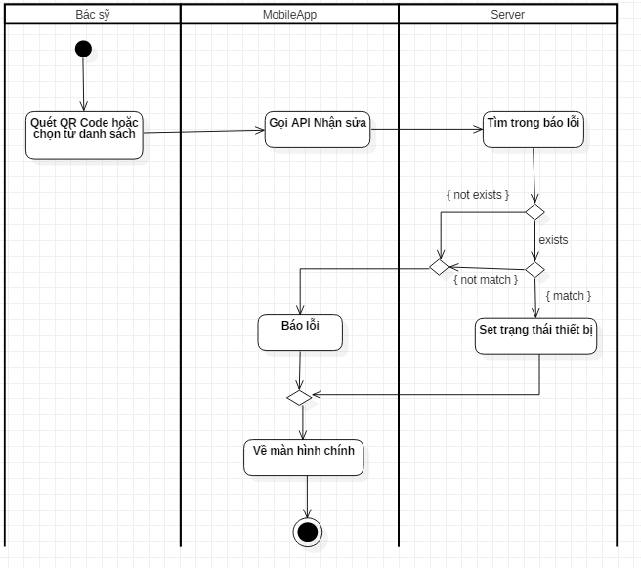 Bác sỹ
MobileApp
Server
Quét QR Code hoặc
chọn từ danh sách
Gọi API Nhận sửa
Tìm trong báo lỗi
{ not exists }
exists
{ not match }
{ match }
Báo lỗi
Set trạng thái thiết bị
Về màn hình chính